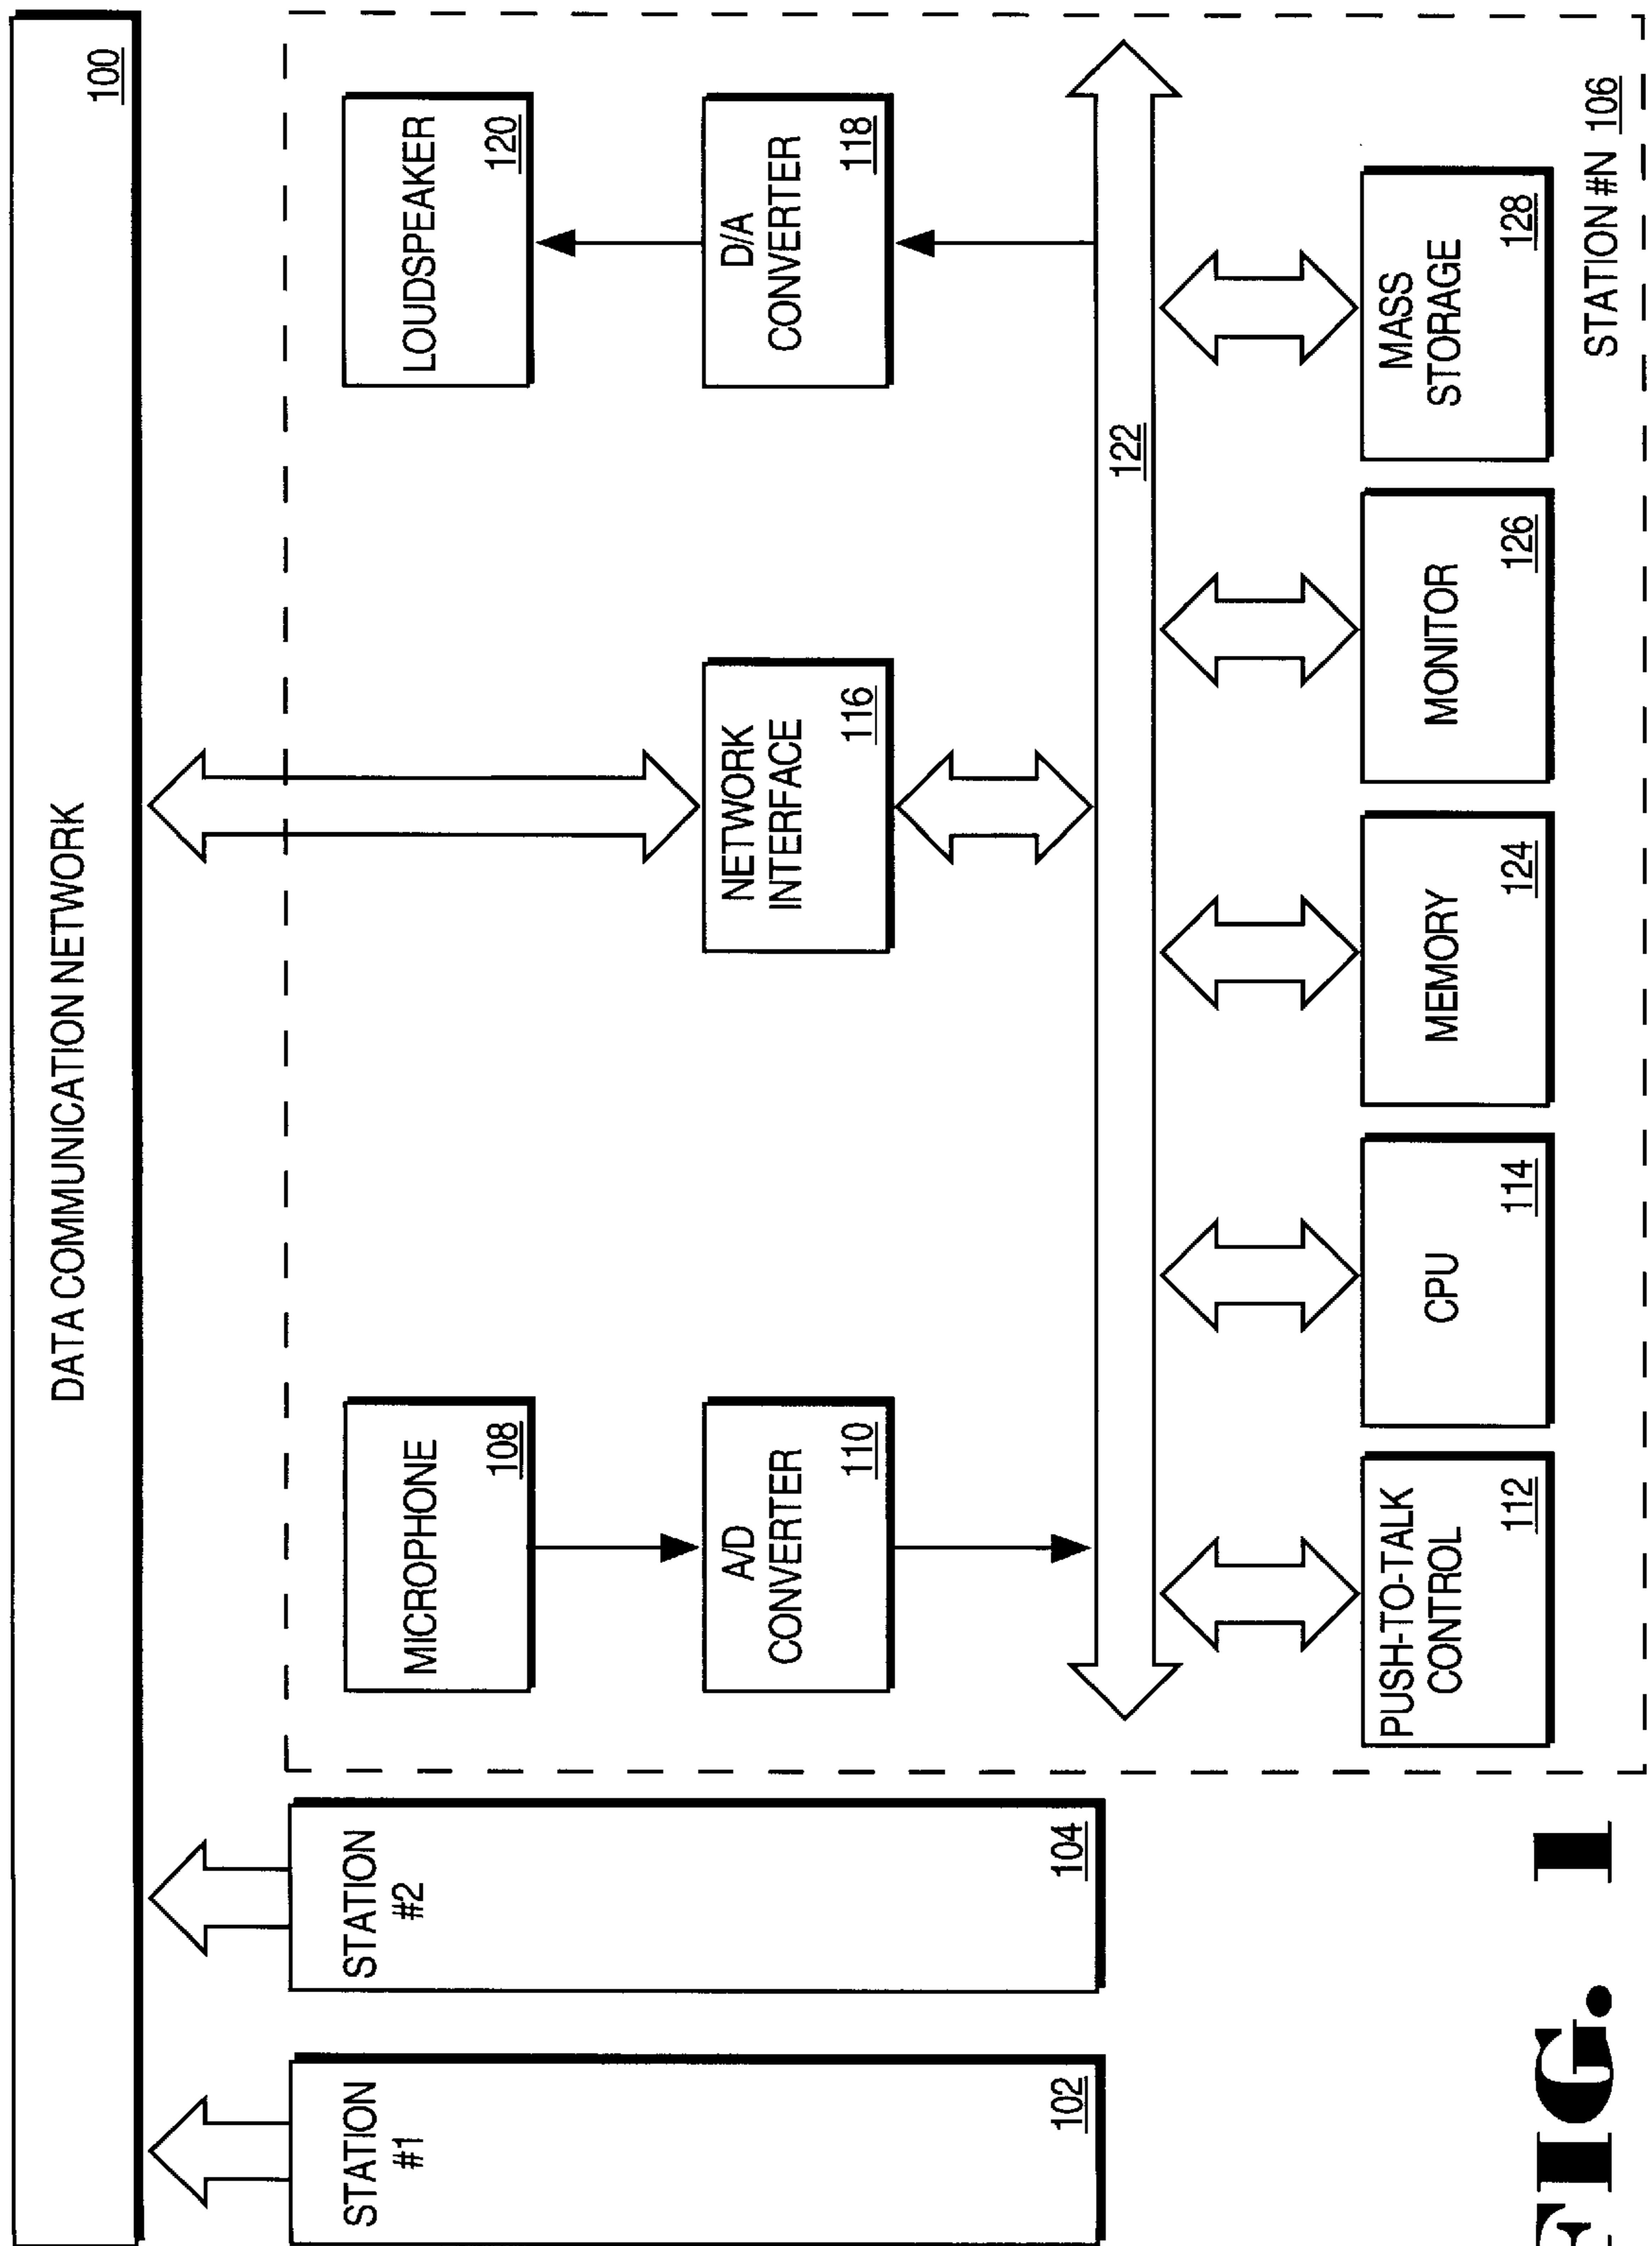 DATA COMMUNICATION NETWORK
100
STATION
#1
102
STATION
#2
104
MICROPHONE
108
A/D
CONVERTER
110
NETWORK
INTERFACE
116
LOUDSPEAKER
120
D/A
CONVERTER
118
122
PUSH-TO-TALK
CONTROL
112
CPU
114
MEMORY
124
MONITOR
126
MASS
STORAGE
128
STATION #N 106
FIG. 1